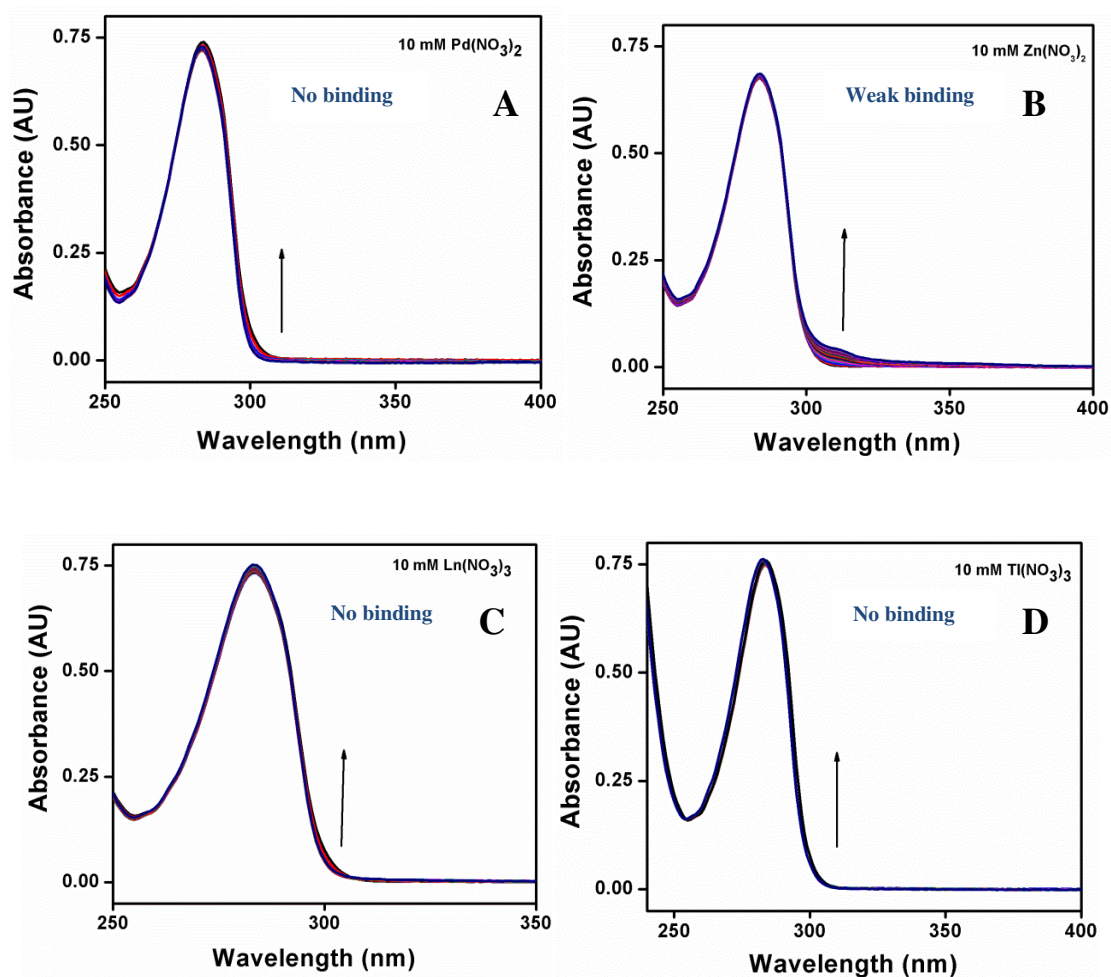 10 mM Pd(NO3)2
No binding
A
0.75
0.50
0.25
0.00
Absorbance (AU)
250
300
350
400
Wavelength (nm)
10 mM Zn(NO3)2
Weak binding
B
0.75
0.50
0.25
0.00
Absorbance (AU)
250
300
350
400
Wavelength (nm)
10 mM Ln(NO3)3
No binding
C
0.75
0.50
0.25
0.00
Absorbance (AU)
250
300
350
Wavelength (nm)
10 mM Tl(NO3)3
No binding
D
0.75
0.50
0.25
0.00
Absorbance (AU)
250
300
350
400
Wavelength (nm)